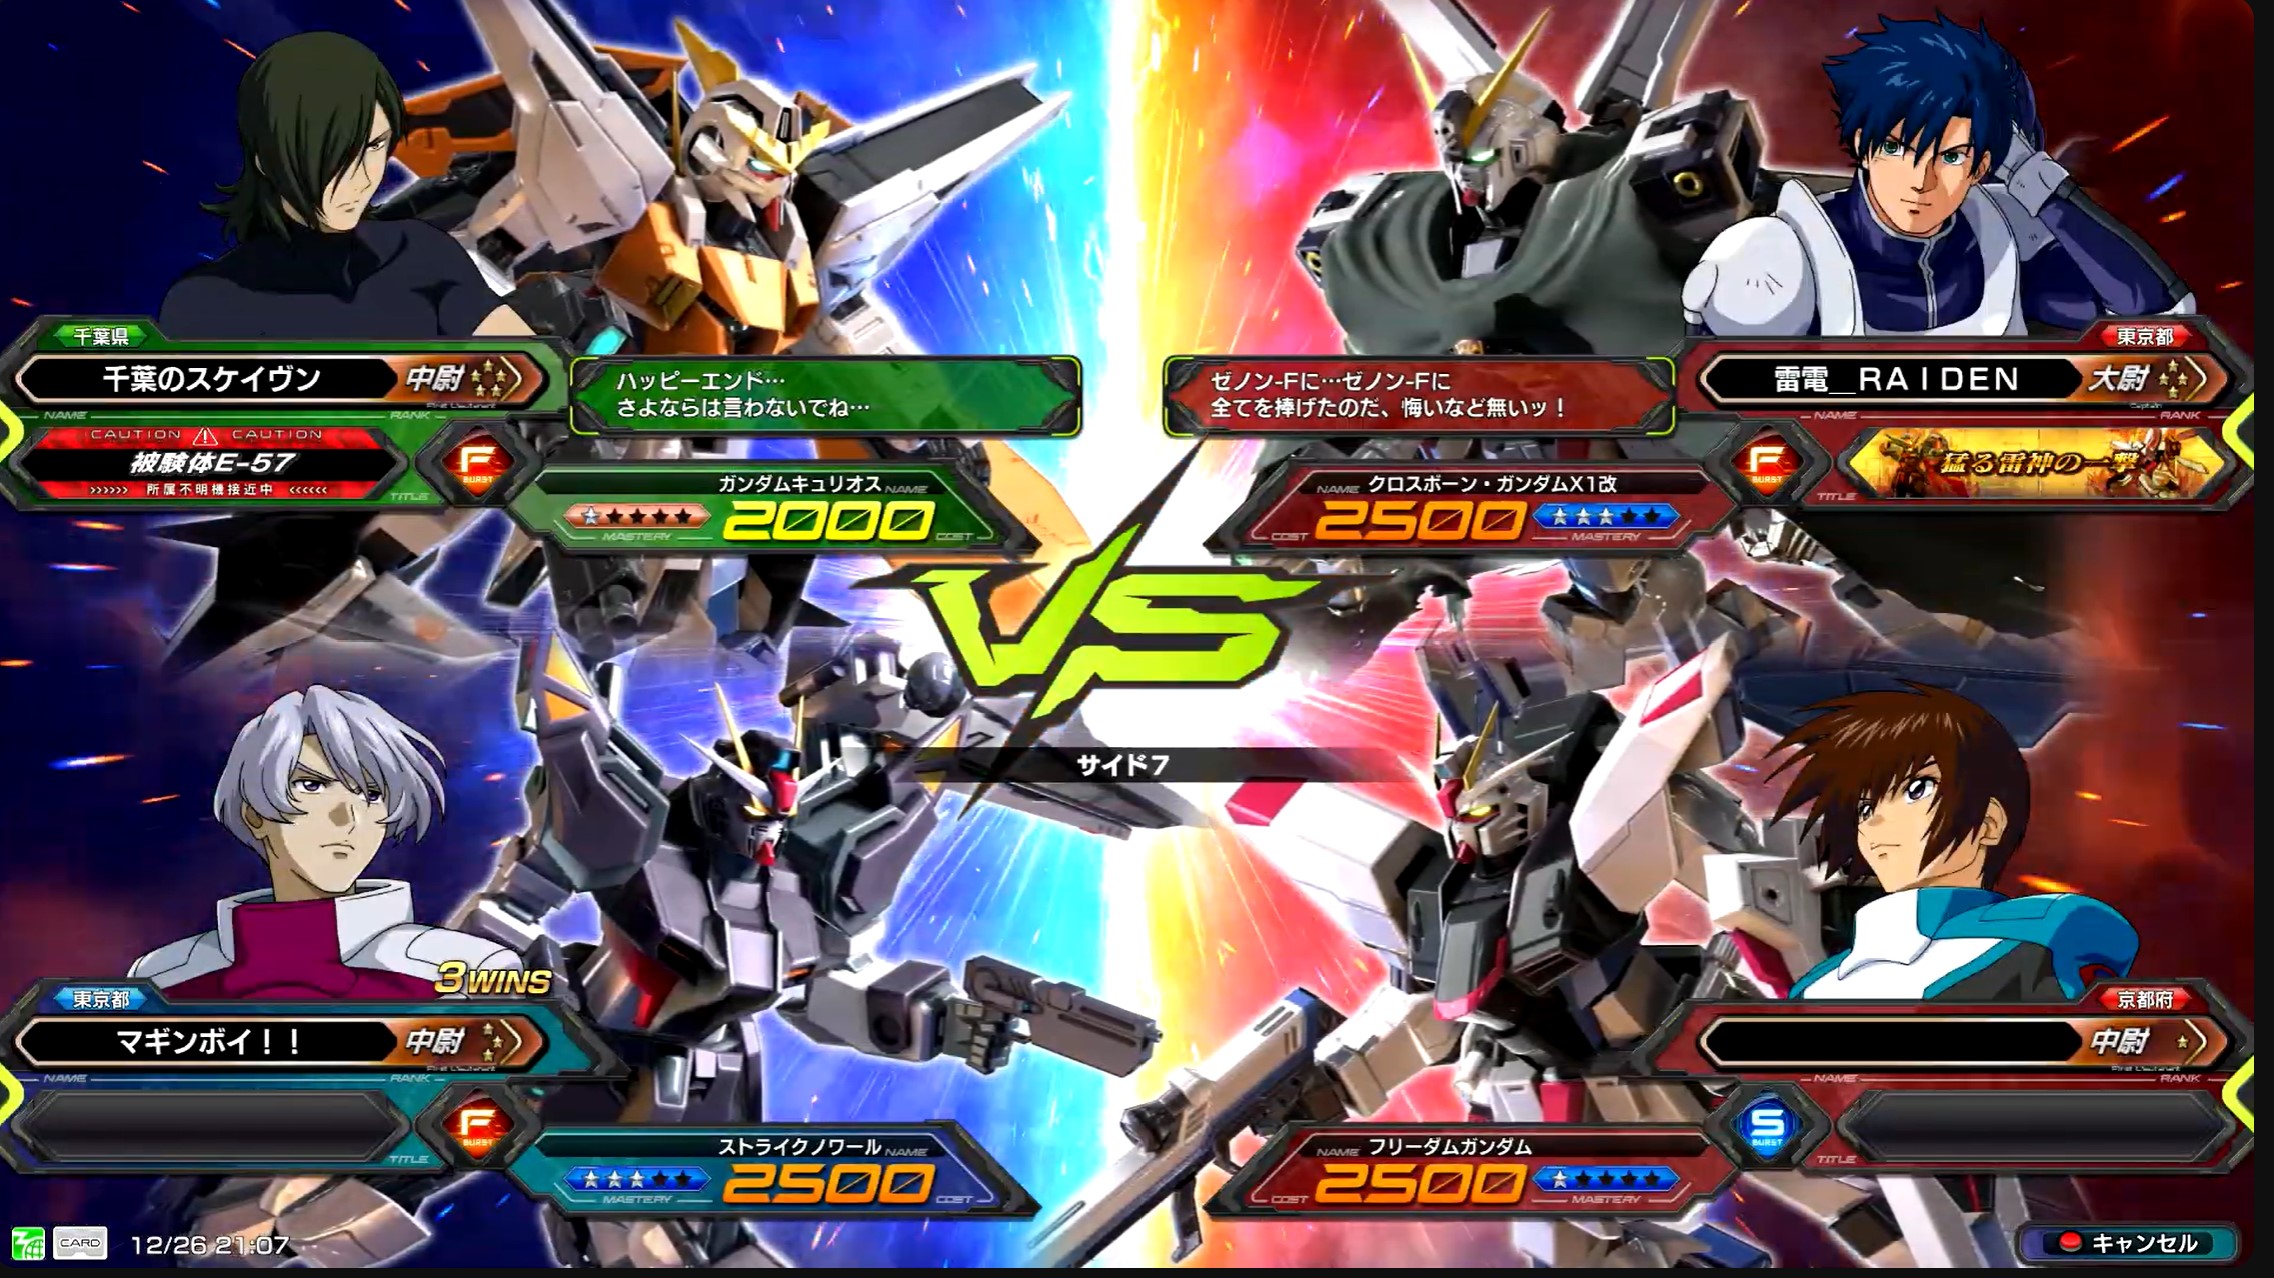 千葉県
千葉のスケイヴン
中尉
First Lieutenant
NAME
RANK
CAUTION CAUTION
被験体E-57
>>>>>> 所属不明機接近中 <<<<<<
TITLE
F
BURST
ハッピーエンド…
さよならは言わないでね…
ガンダムキュリオス NAME
MASTERY
2000
COST
東京都
雷電__RAIDEN
大尉
Captain
NAME
RANK
ゼノン-Fに…ゼノン-Fに
全てを捧げたのだ、悔いなど無いッ！
F
BURST
猛る雷神の一撃
TITLE
NAME クロスボーン・ガンダムX1改
COST
2500
MASTERY
VS
サイド7
3WINS
東京都
マギンボイ！！
中尉
First Lieutenant
NAME
RANK
TITLE
F
BURST
ストライクノワール NAME
MASTERY
2500
COST
京都府
中尉
First Lieutenant
NAME
RANK
S
BURST
TITLE
NAME フリーダムガンダム
COST
2500
MASTERY
CARD
12/26 21:07
キャンセル